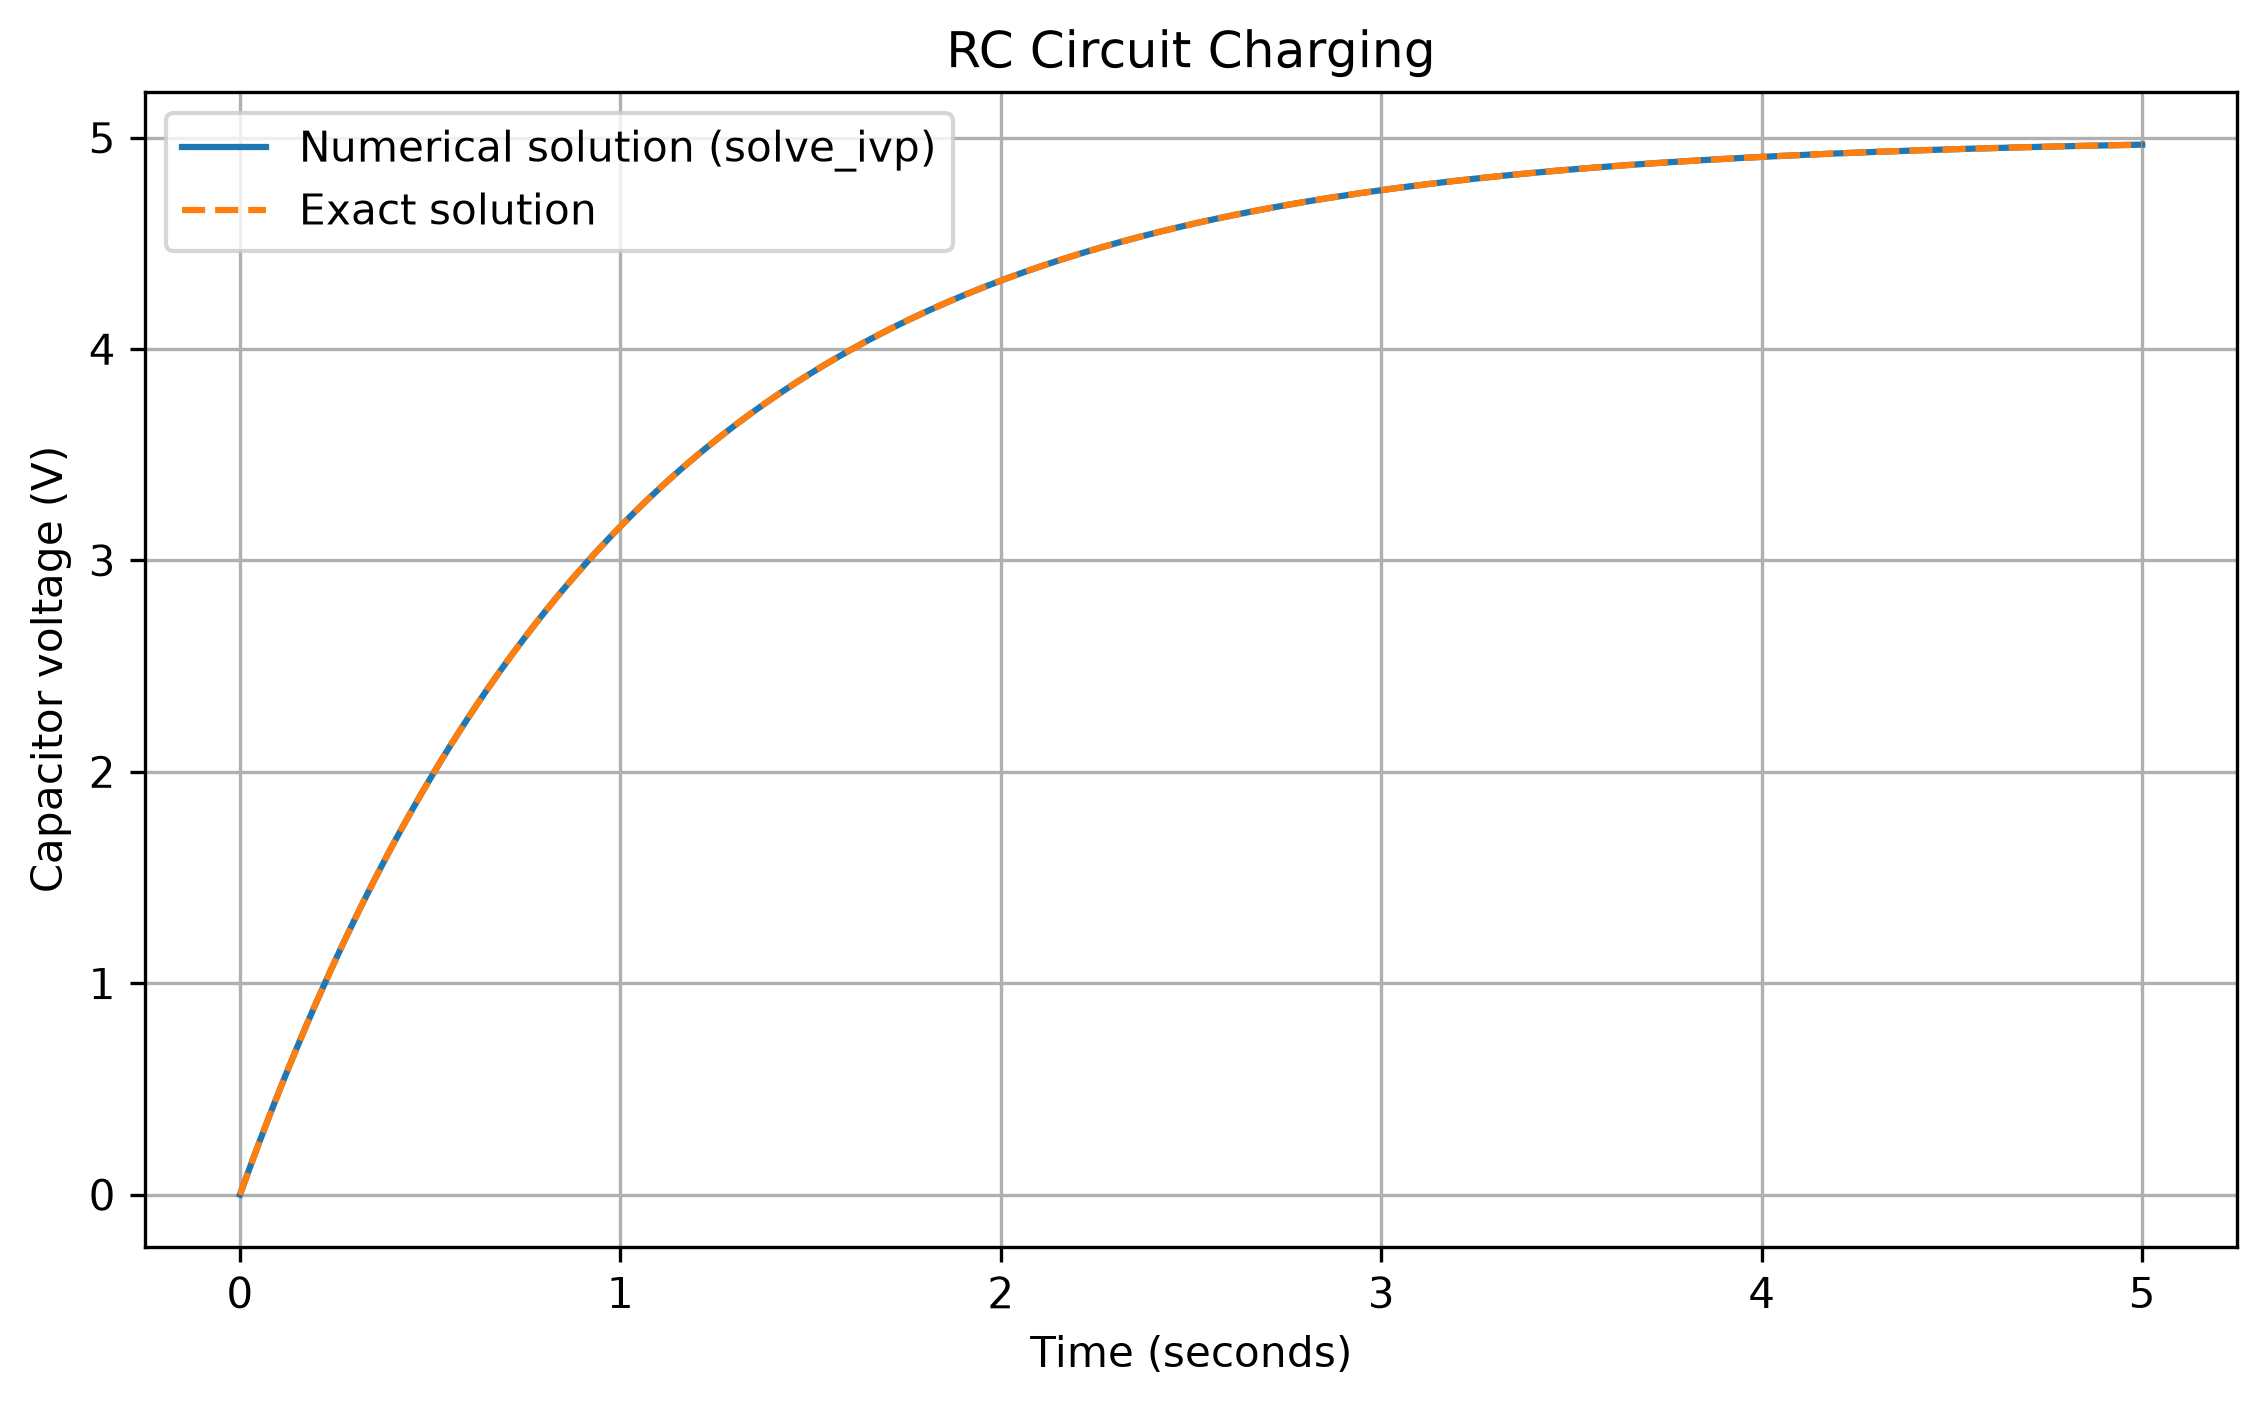 RC Circuit Charging
Numerical solution (solve_ivp)
Exact solution
Capacitor voltage (V)
5
4
3
2
1
0
0 1 2 3 4 5
Time (seconds)